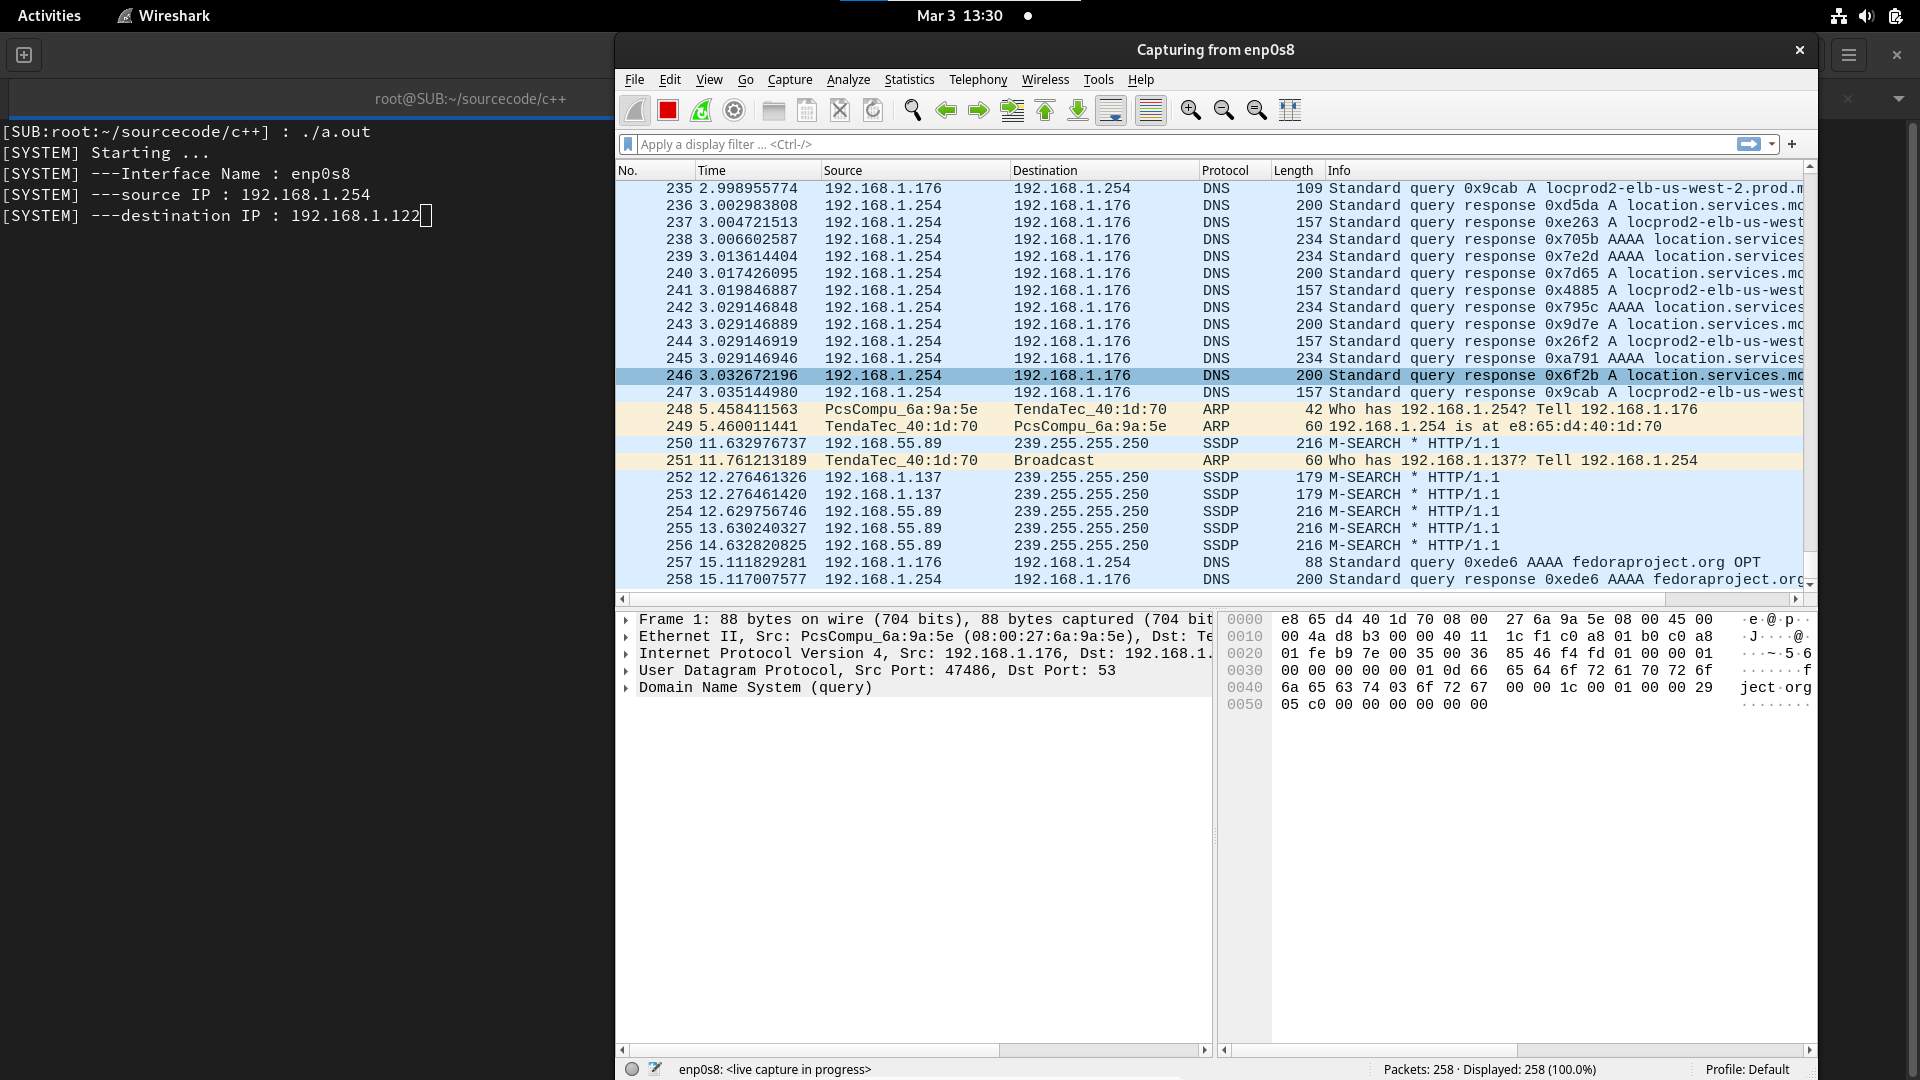 Activities Wireshark Mar 3 13:30
root@SUB:~/sourcecode/c++
[SUB:root:~/sourcecode/c++] : ./a.out
[SYSTEM] Starting ...
[SYSTEM] ---Interface Name : enp0s8
[SYSTEM] ---source IP : 192.168.1.254
[SYSTEM] ---destination IP : 192.168.1.122
Capturing from enp0s8
File Edit View Go Capture Analyze Statistics Telephony Wireless Tools Help
Apply a display filter ... <Ctrl-/>
No. Time Source Destination Protocol Length Info
235 2.998955774 192.168.1.176 192.168.1.254 DNS 109 Standard query 0x9cab A locprod2-elb-us-west-2.prod.m
236 3.002983808 192.168.1.254 192.168.1.176 DNS 200 Standard query response 0xd5da A location.services.mo
237 3.004721513 192.168.1.254 192.168.1.176 DNS 157 Standard query response 0xe263 A locprod2-elb-us-west
238 3.006602587 192.168.1.254 192.168.1.176 DNS 234 Standard query response 0x705b AAAA location.services
239 3.013614404 192.168.1.254 192.168.1.176 DNS 234 Standard query response 0x7e2d AAAA location.services
240 3.017426095 192.168.1.254 192.168.1.176 DNS 200 Standard query response 0x7d65 A location.services.mo
241 3.019846887 192.168.1.254 192.168.1.176 DNS 157 Standard query response 0x4885 A locprod2-elb-us-west
242 3.029146848 192.168.1.254 192.168.1.176 DNS 234 Standard query response 0x795c AAAA location.services
243 3.029146889 192.168.1.254 192.168.1.176 DNS 200 Standard query response 0x9d7e A location.services.mo
244 3.029146919 192.168.1.254 192.168.1.176 DNS 157 Standard query response 0x26f2 A locprod2-elb-us-west
245 3.029146946 192.168.1.254 192.168.1.176 DNS 234 Standard query response 0xa791 AAAA location.services
246 3.032672196 192.168.1.254 192.168.1.176 DNS 200 Standard query response 0x6f2b A location.services.mo
247 3.035144980 192.168.1.254 192.168.1.176 DNS 157 Standard query response 0x9cab A locprod2-elb-us-west
248 5.458411563 PcsCompu_6a:9a:5e TendaTec_40:1d:70 ARP 42 Who has 192.168.1.254? Tell 192.168.1.176
249 5.460011441 TendaTec_40:1d:70 PcsCompu_6a:9a:5e ARP 60 192.168.1.254 is at e8:65:d4:40:1d:70
250 11.632976737 192.168.55.89 239.255.255.250 SSDP 216 M-SEARCH * HTTP/1.1
251 11.761213189 TendaTec_40:1d:70 Broadcast ARP 60 Who has 192.168.1.137? Tell 192.168.1.254
252 12.276461326 192.168.1.137 239.255.255.250 SSDP 179 M-SEARCH * HTTP/1.1
253 12.276461420 192.168.1.137 239.255.255.250 SSDP 179 M-SEARCH * HTTP/1.1
254 12.629756746 192.168.55.89 239.255.255.250 SSDP 216 M-SEARCH * HTTP/1.1
255 13.630240327 192.168.55.89 239.255.255.250 SSDP 216 M-SEARCH * HTTP/1.1
256 14.632820825 192.168.55.89 239.255.255.250 SSDP 216 M-SEARCH * HTTP/1.1
257 15.111829281 192.168.1.176 192.168.1.254 DNS 88 Standard query 0xede6 AAAA fedoraproject.org OPT
258 15.117007577 192.168.1.254 192.168.1.176 DNS 200 Standard query response 0xede6 AAAA fedoraproject.org
Frame 1: 88 bytes on wire (704 bits), 88 bytes captured (704 bit
Ethernet II, Src: PcsCompu_6a:9a:5e (08:00:27:6a:9a:5e), Dst: Te
Internet Protocol Version 4, Src: 192.168.1.176, Dst: 192.168.1.
User Datagram Protocol, Src Port: 47486, Dst Port: 53
Domain Name System (query)
0000 e8 65 d4 40 1d 70 08 00 27 6a 9a 5e 08 00 45 00 ·e·@·p··
0010 00 4a d8 b3 00 00 40 11 1c f1 c0 a8 01 b0 c0 a8 ·J····@·
0020 01 fe b9 7e 00 35 00 36 85 46 f4 fd 01 00 00 01 ···~·5·6
0030 00 00 00 00 00 01 0d 66 65 64 6f 72 61 70 72 6f ·······f
0040 6a 65 63 74 03 6f 72 67 00 00 1c 00 01 00 00 29 ject·org
0050 05 c0 00 00 00 00 00 00 ········
enp0s8: <live capture in progress> Packets: 258 · Displayed: 258 (100.0%) Profile: Default